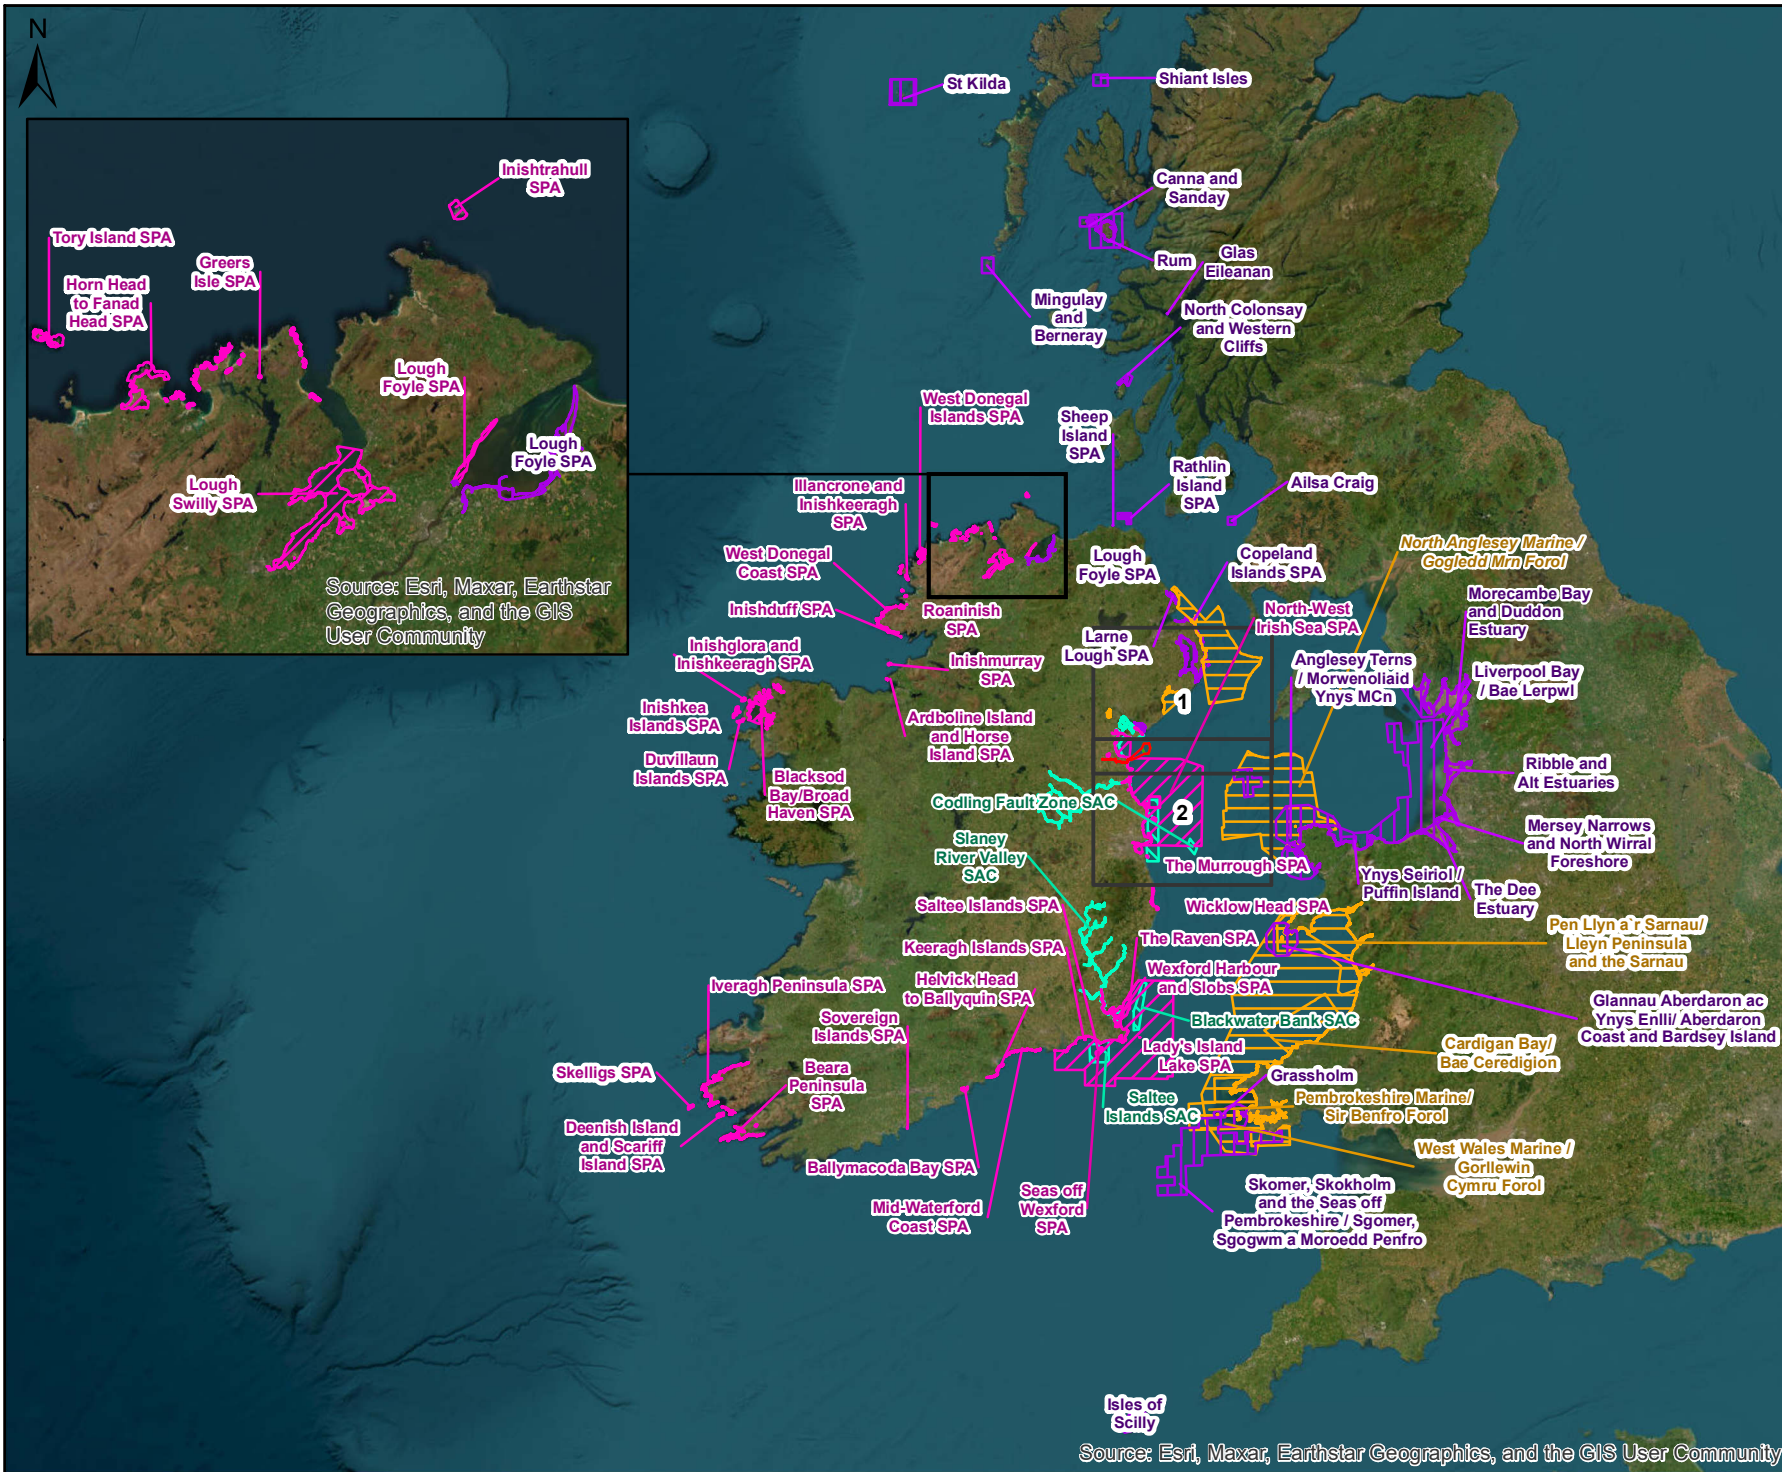 N
St Kilda
Shiant Isles
Inishtrahull
SPA
Tory Island SPA
Greers
Isle SPA
Horn Head
to Fanad
Head SPA
Lough
Foyle SPA
Lough
Foyle SPA
Lough
Swilly SPA
Source: Esri, Maxar, Earthstar
Geographics, and the GIS
User Community
Canna and
Sanday
Rum
Glas
Eileanan
Mingulay
and
Berneray
North Colonsay
and Western
Cliffs
West Donegal
Islands SPA
Sheep
Island
SPA
Rathlin
Island
SPA
Ailsa Craig
Illancrone and
Inishkeeragh
SPA
West Donegal
Coast SPA
Inishduff SPA
Roaninish
SPA
Lough
Foyle SPA
Copeland
Islands SPA
North Anglesey Marine /
Gogledd Mrn Forol
North-West
Irish Sea SPA
Morecambe Bay
and Duddon
Estuary
Larne
Lough SPA
Inishglora and
Inishkeeragh SPA
Inishmurray
SPA
Anglesey Terns
/ Morwenoliaid
Ynys MCn
Liverpool Bay
/ Bae Lerpwl
Inishkea
Islands SPA
Ardboline Island
and Horse
Island SPA
1
Duvillaun
Islands SPA
Blacksod
Bay/Broad
Haven SPA
Ribble and
Alt Estuaries
Codling Fault Zone SAC
2
Mersey Narrows
and North Wirral
Foreshore
Slaney
River Valley
SAC
The Murrough SPA
Ynys Seiriol /
Puffin Island
The Dee
Estuary
Saltee Islands SPA
Wicklow Head SPA
Pen Llyn a`r Sarnau/
Lleyn Peninsula
and the Sarnau
Keeragh Islands SPA
The Raven SPA
Helvick Head
to Ballyquin SPA
Wexford Harbour
and Slobs SPA
Iveragh Peninsula SPA
Glannau Aberdaron ac
Ynys Enlli/ Aberdaron
Coast and Bardsey Island
Sovereign
Islands SPA
Blackwater Bank SAC
Lady's Island
Lake SPA
Cardigan Bay/
Bae Ceredigion
Skelligs SPA
Beara
Peninsula
SPA
Grassholm
Saltee
Islands SAC
Pembrokeshire Marine/
Sir Benfro Forol
Deenish Island
and Scariff
Island SPA
Ballymacoda Bay SPA
West Wales Marine /
Gorllewin
Cymru Forol
Mid-Waterford
Coast SPA
Seas off
Wexford
SPA
Skomer, Skokholm
and the Seas off
Pembrokeshire / Sgomer,
Sgogwm a Moroedd Penfro
Isles of
Scilly
Source: Esri, Maxar, Earthstar Geographics, and the GIS User Community